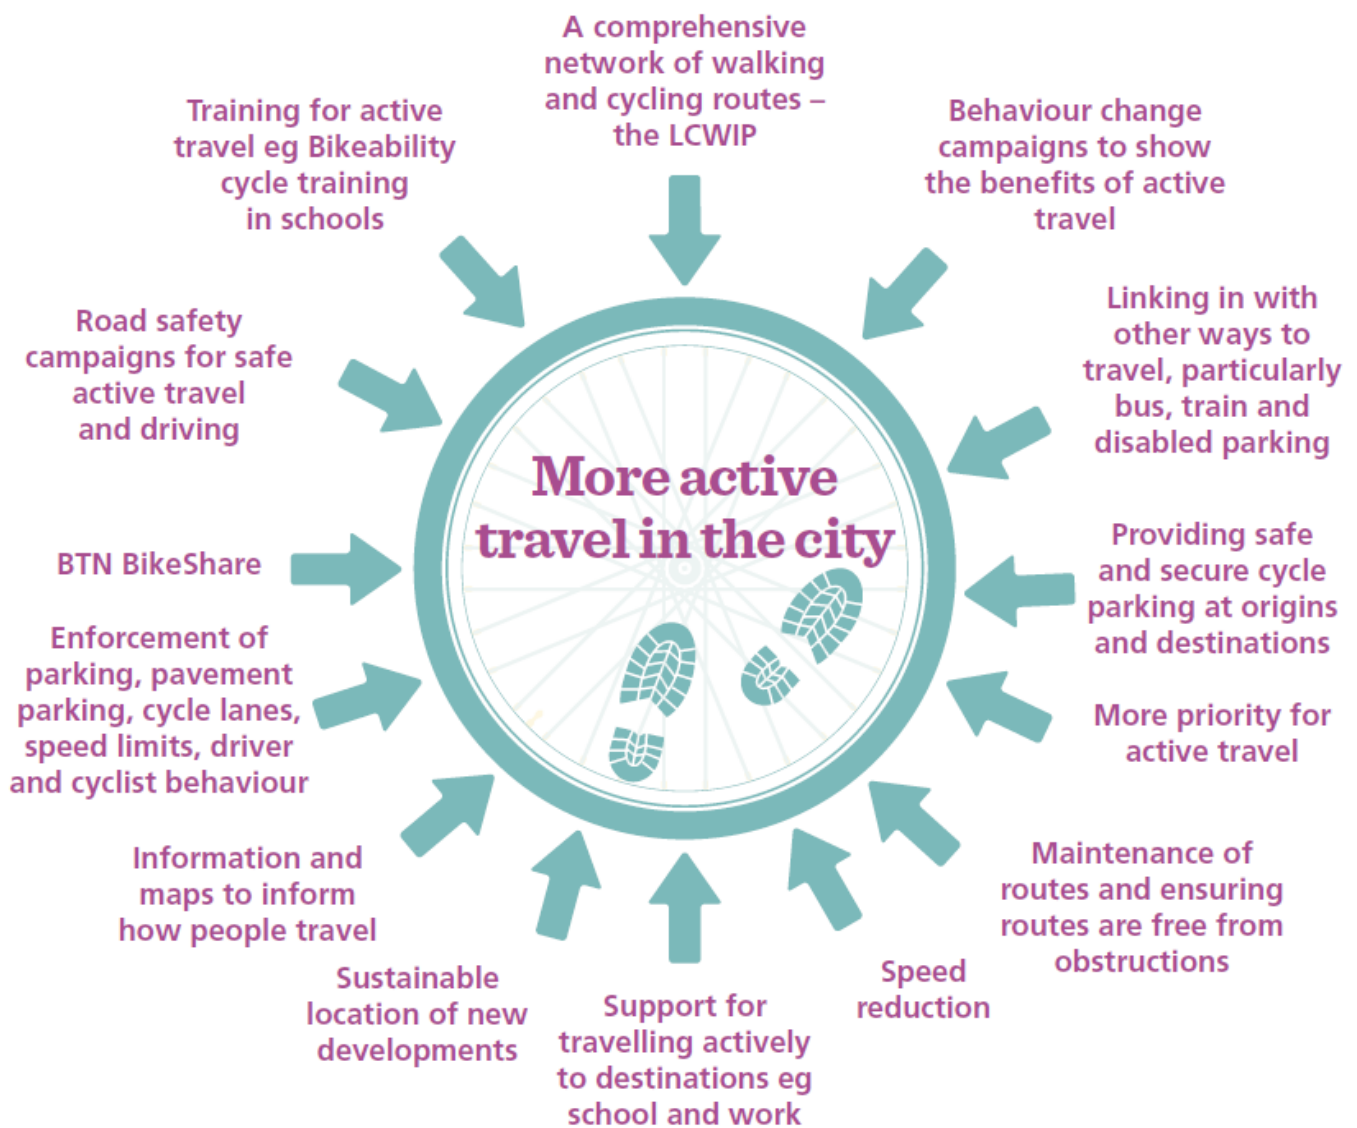 A comprehensive
network of walking
and cycling routes –
the LCWIP
Behaviour change
campaigns to show
the benefits of active
travel
Linking in with
other ways to
travel, particularly
bus, train and
disabled parking
Providing safe
and secure cycle
parking at origins
and destinations
More priority for
active travel
Maintenance of
routes and ensuring
routes are free from
obstructions
Speed
reduction
Support for
travelling actively
to destinations eg
school and work
Sustainable
location of new
developments
Information and
maps to inform
how people travel
Enforcement of
parking, pavement
parking, cycle lanes,
speed limits, driver
and cyclist behaviour
BTN BikeShare
Road safety
campaigns for safe
active travel
and driving
Training for active
travel eg Bikeability
cycle training
in schools
More active
travel in the city